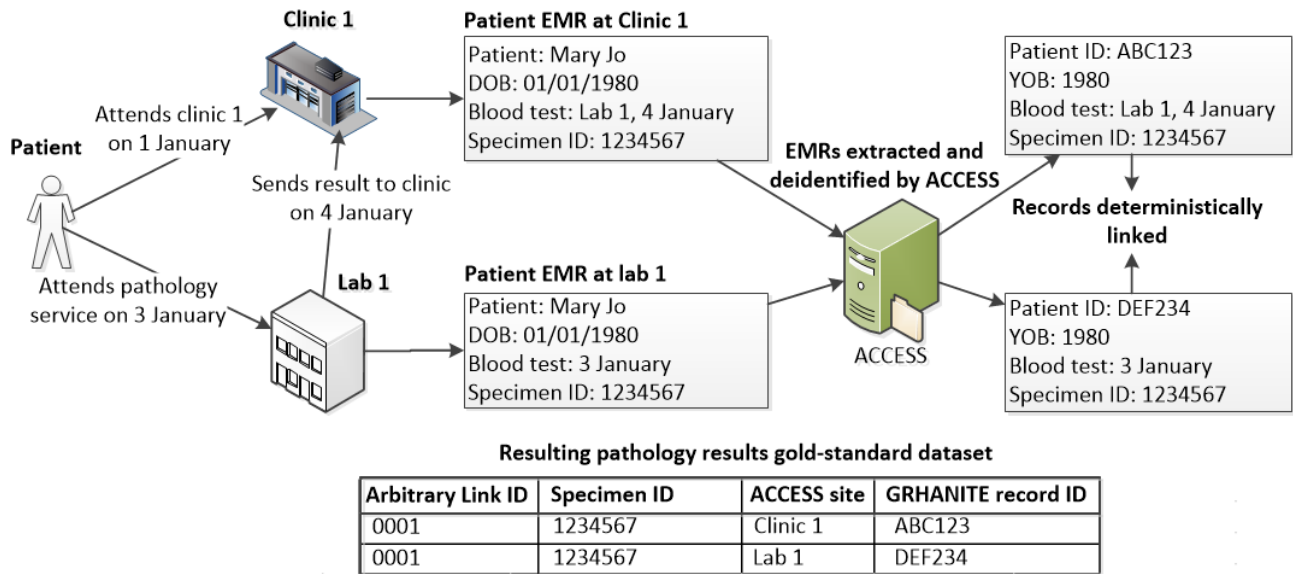 Clinic 1
Patient EMR at Clinic 1
Patient: Mary Jo
DOB: 01/01/1980
Blood test: Lab 1, 4 January
Specimen ID: 1234567
Patient ID: ABC123
YOB: 1980
Blood test: Lab 1, 4 January
Specimen ID: 1234567
Attends clinic 1
on 1 January
Patient
Sends result to clinic
on 4 January
EMRs extracted and
deidentified by ACCESS
Records deterministically
linked
Attends pathology
service on 3 January
Lab 1
Patient EMR at lab 1
Patient: Mary Jo
DOB: 01/01/1980
Blood test: 3 January
Specimen ID: 1234567
ACCESS
Patient ID: DEF234
YOB: 1980
Blood test: 3 January
Specimen ID: 1234567
Resulting pathology results gold-standard dataset
Arbitrary Link ID Specimen ID ACCESS site GRHANITE record ID
0001 1234567 Clinic 1 ABC123
0001 1234567 Lab 1 DEF234